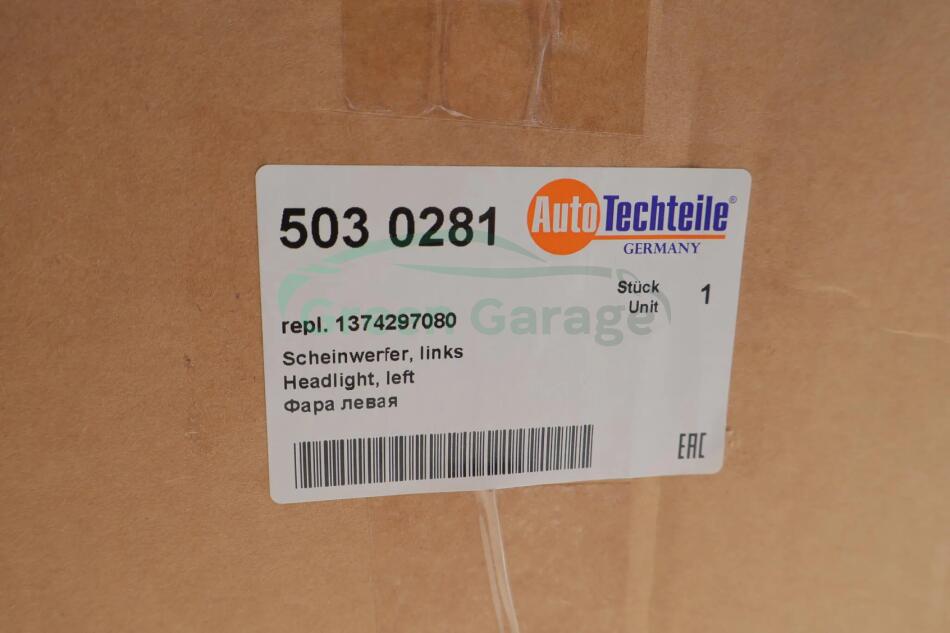 503 0281
AutoTechteile®
GERMANY
Stück
Unit
1
Green Garage
repl. 1374297080
Scheinwerfer, links
Headlight, left
Фара левая
EAC